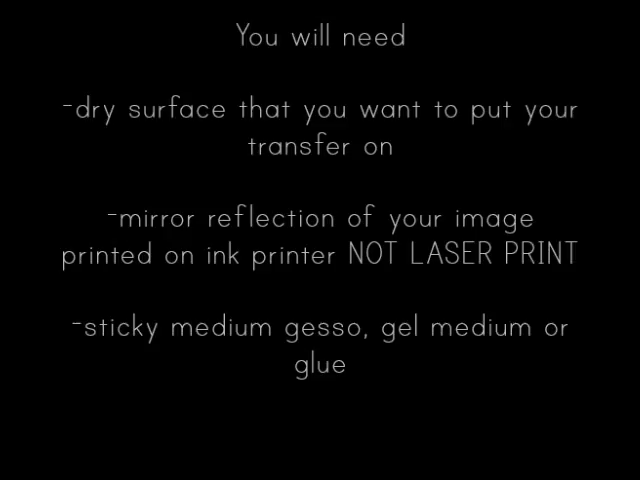 You will need
-dry surface that you want to put your
transfer on
-mirror reflection of your image
printed on ink printer NOT LASER PRINT
-sticky medium gesso, gel medium or
glue